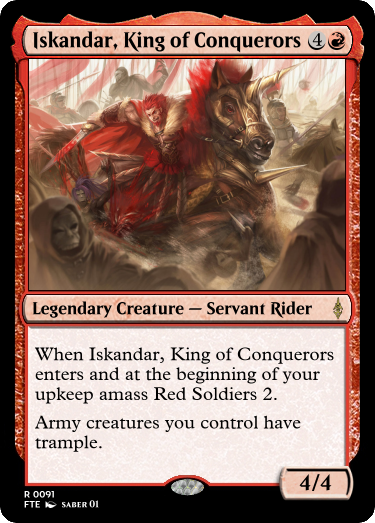 Iskandar, King of Conquerors 4
Legendary Creature — Servant Rider
When Iskandar, King of Conquerors
enters and at the beginning of your
upkeep amass Red Soldiers 2.
Army creatures you control have
trample.
4/4
R 0091
FTE SABER 01